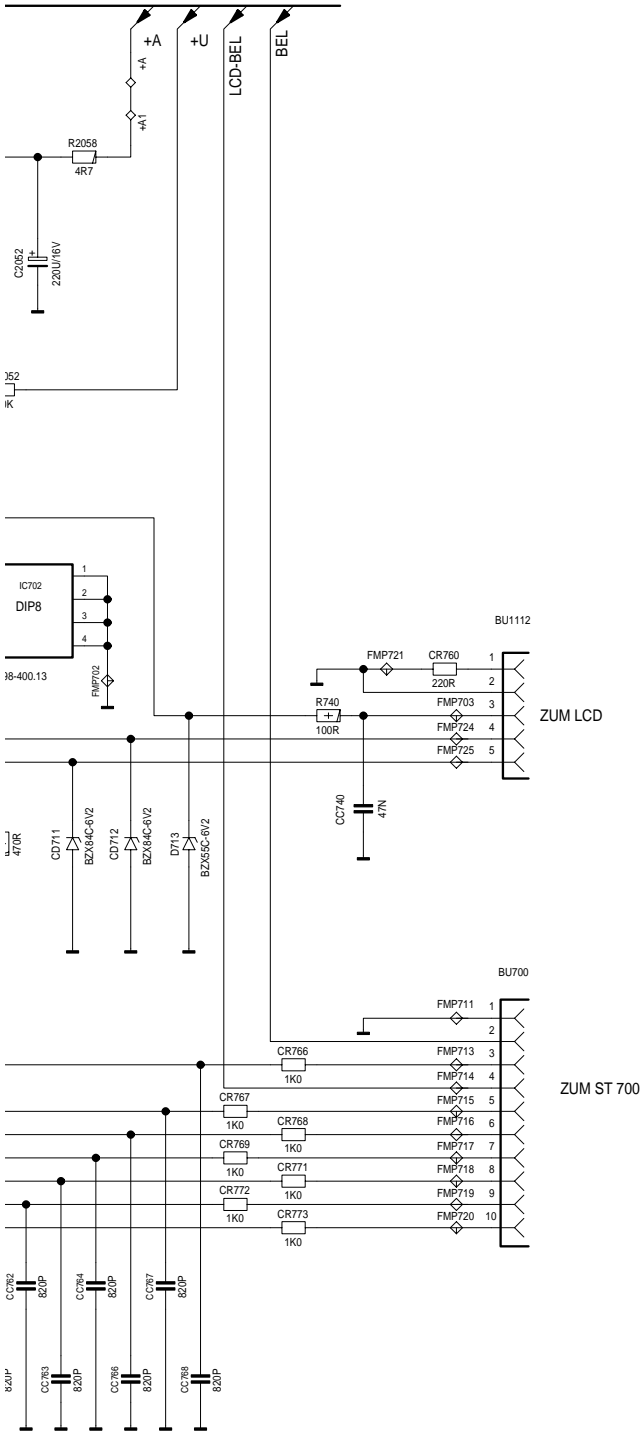 +A
+U
LCD-BEL
BEL
+A
+A1
R2058
4R7
C2052
+
220U/16V
IC702
DIP8
1
2
3
4
FMP702
98-400.13
BU1112
FMP721
CR760
220R
1
2
3
4
5
R740
+
100R
FMP703
FMP724
FMP725
ZUM LCD
CC740
47N
470R
CD711
BZX84C-6V2
CD712
BZX84C-6V2
D713
BZX55C-6V2
BU700
FMP711
1
2
CR766
1K0
FMP713
3
FMP714
4
CR767
1K0
FMP715
5
CR768
1K0
FMP716
6
CR769
1K0
FMP717
7
CR771
1K0
FMP718
8
CR772
1K0
FMP719
9
CR773
1K0
FMP720
10
ZUM ST 700
CC762
820P
CC764
820P
CC767
820P
820P
CC763
820P
CC766
820P
CC768
820P